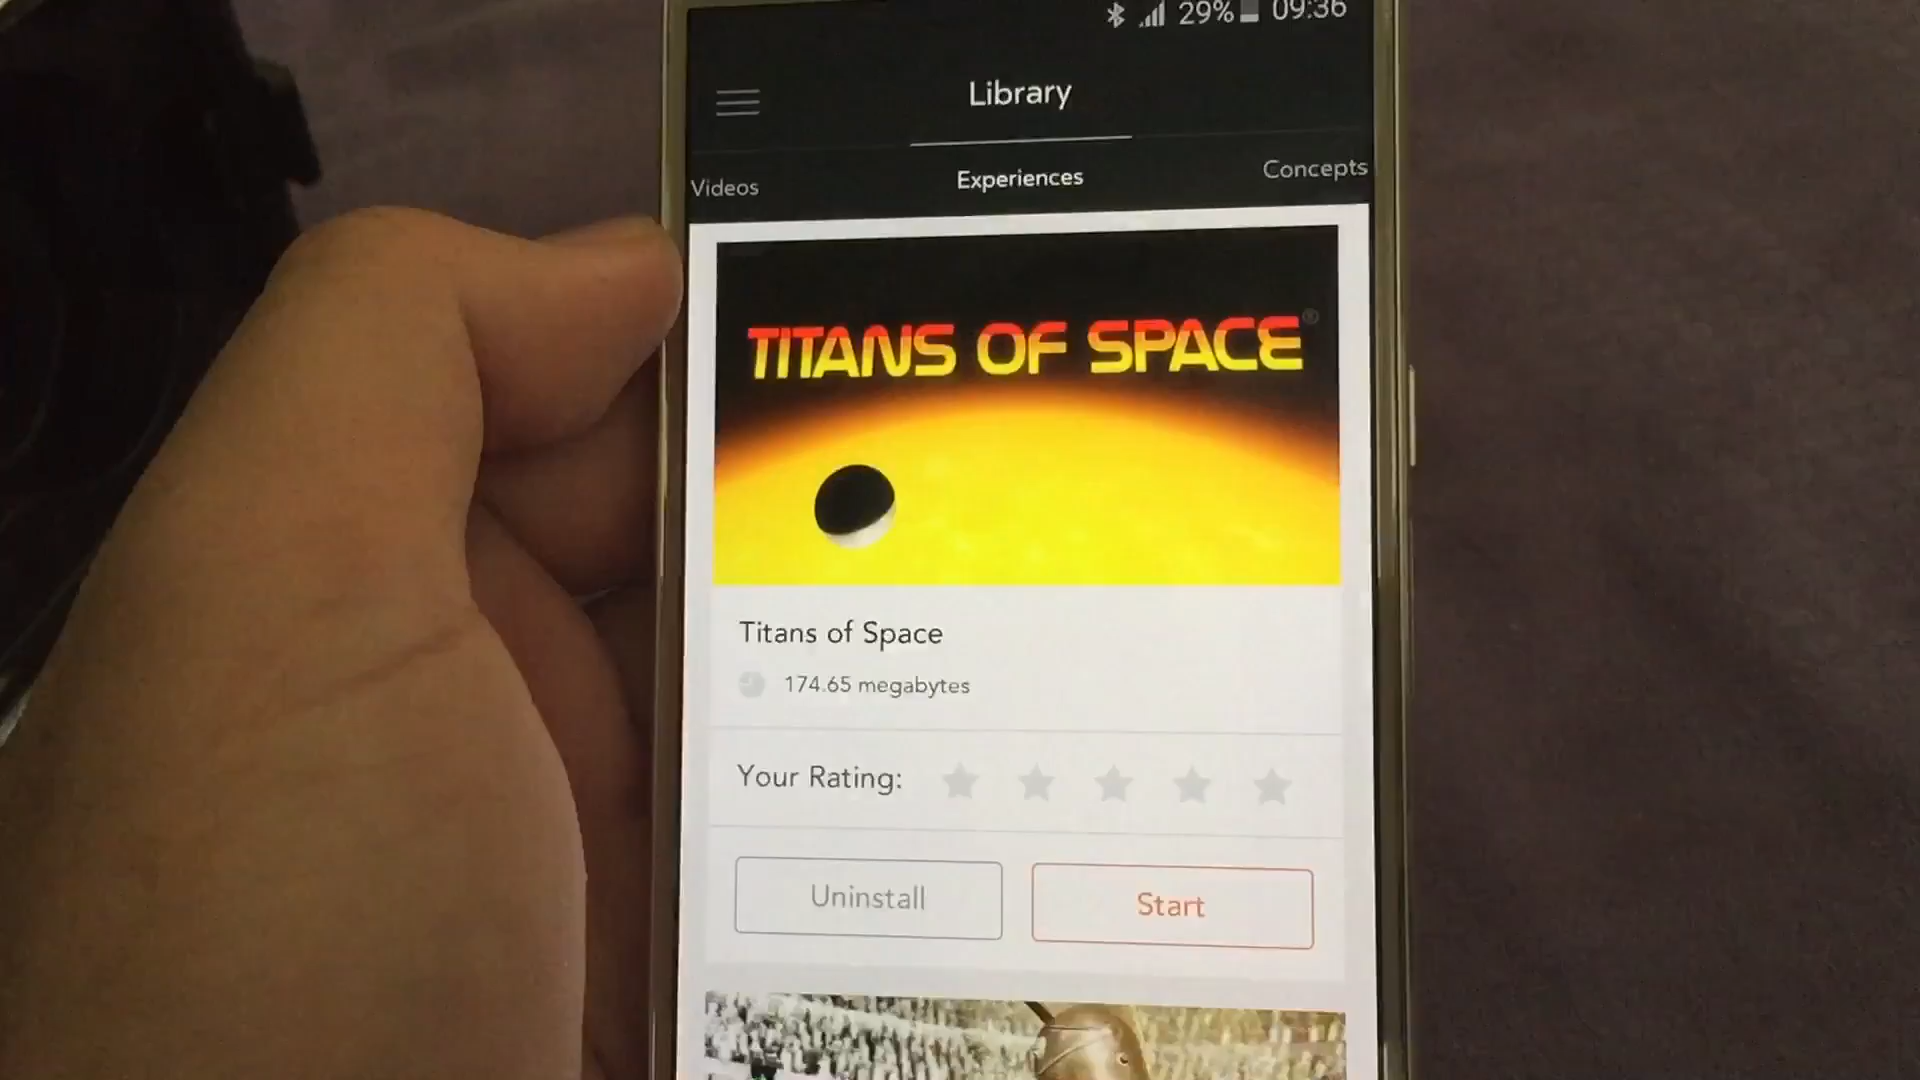 29% 09:36
Library
Videos Experiences Concepts
TITANS OF SPACE®
Titans of Space
174.65 megabytes
Your Rating:
Uninstall Start